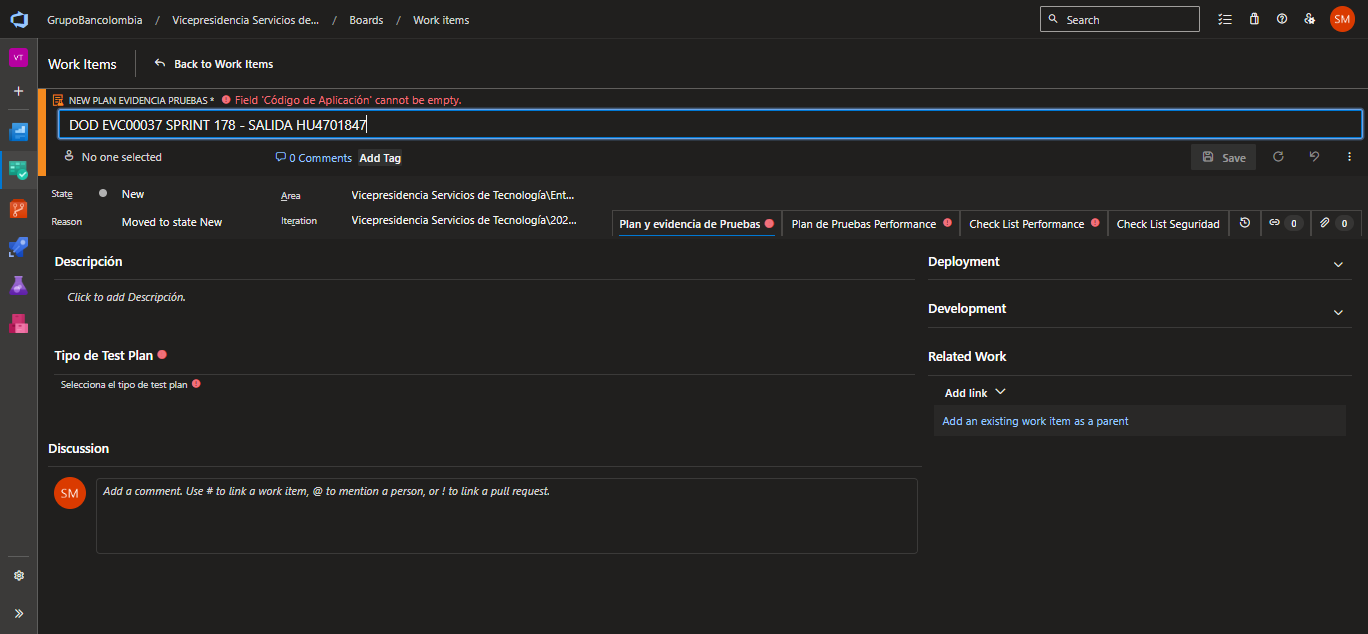 GrupoBancolombia / Vicepresidencia Servicios de... / Boards / Work items
Search
SM
VT
Work Items
Back to Work Items
NEW PLAN EVIDENCIA PRUEBAS * Field 'Código de Aplicación' cannot be empty.
DOD EVC00037 SPRINT 178 - SALIDA HU4701847
No one selected
0 Comments
Add Tag
Save
State
New
Area
Vicepresidencia Servicios de Tecnología\Ent...
Reason
Moved to state New
Iteration
Vicepresidencia Servicios de Tecnología\202...
Plan y evidencia de Pruebas
Plan de Pruebas Performance
Check List Performance
Check List Seguridad
0
0
Descripción
Click to add Descripción.
Tipo de Test Plan
Selecciona el tipo de test plan
Discussion
SM
Add a comment. Use # to link a work item, @ to mention a person, or ! to link a pull request.
Deployment
Development
Related Work
Add link
Add an existing work item as a parent